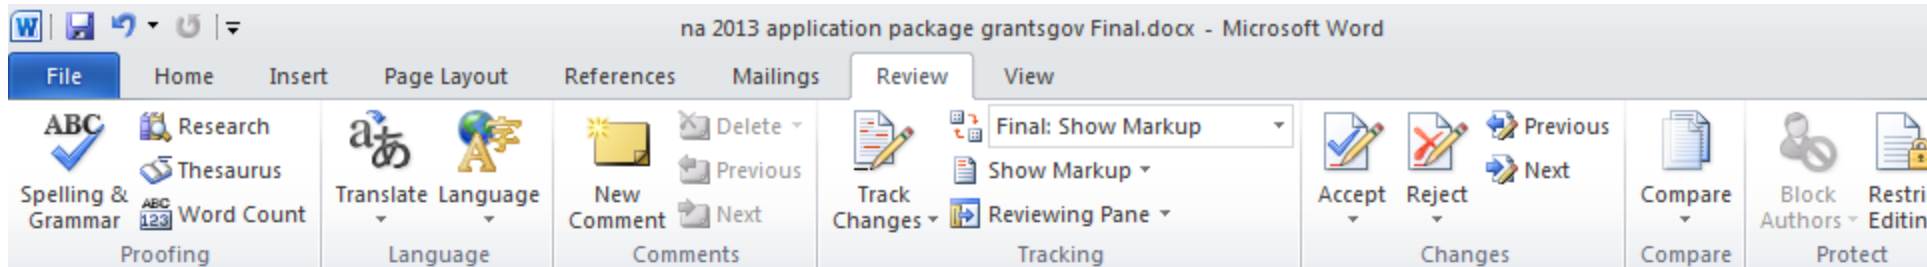 na 2013 application package grantsgov Final.docx - Microsoft Word
File Home Insert Page Layout References Mailings Review View
ABC Research
Thesaurus
Spelling & Grammar
ABC 123 Word Count
Proofing
Translate Language
Language
New Comment
Delete
Previous
Next
Comments
Track Changes
Final: Show Markup
Show Markup
Reviewing Pane
Tracking
Accept Reject
Previous
Next
Changes
Compare
Compare
Block Authors
Restri
Editin
Protect